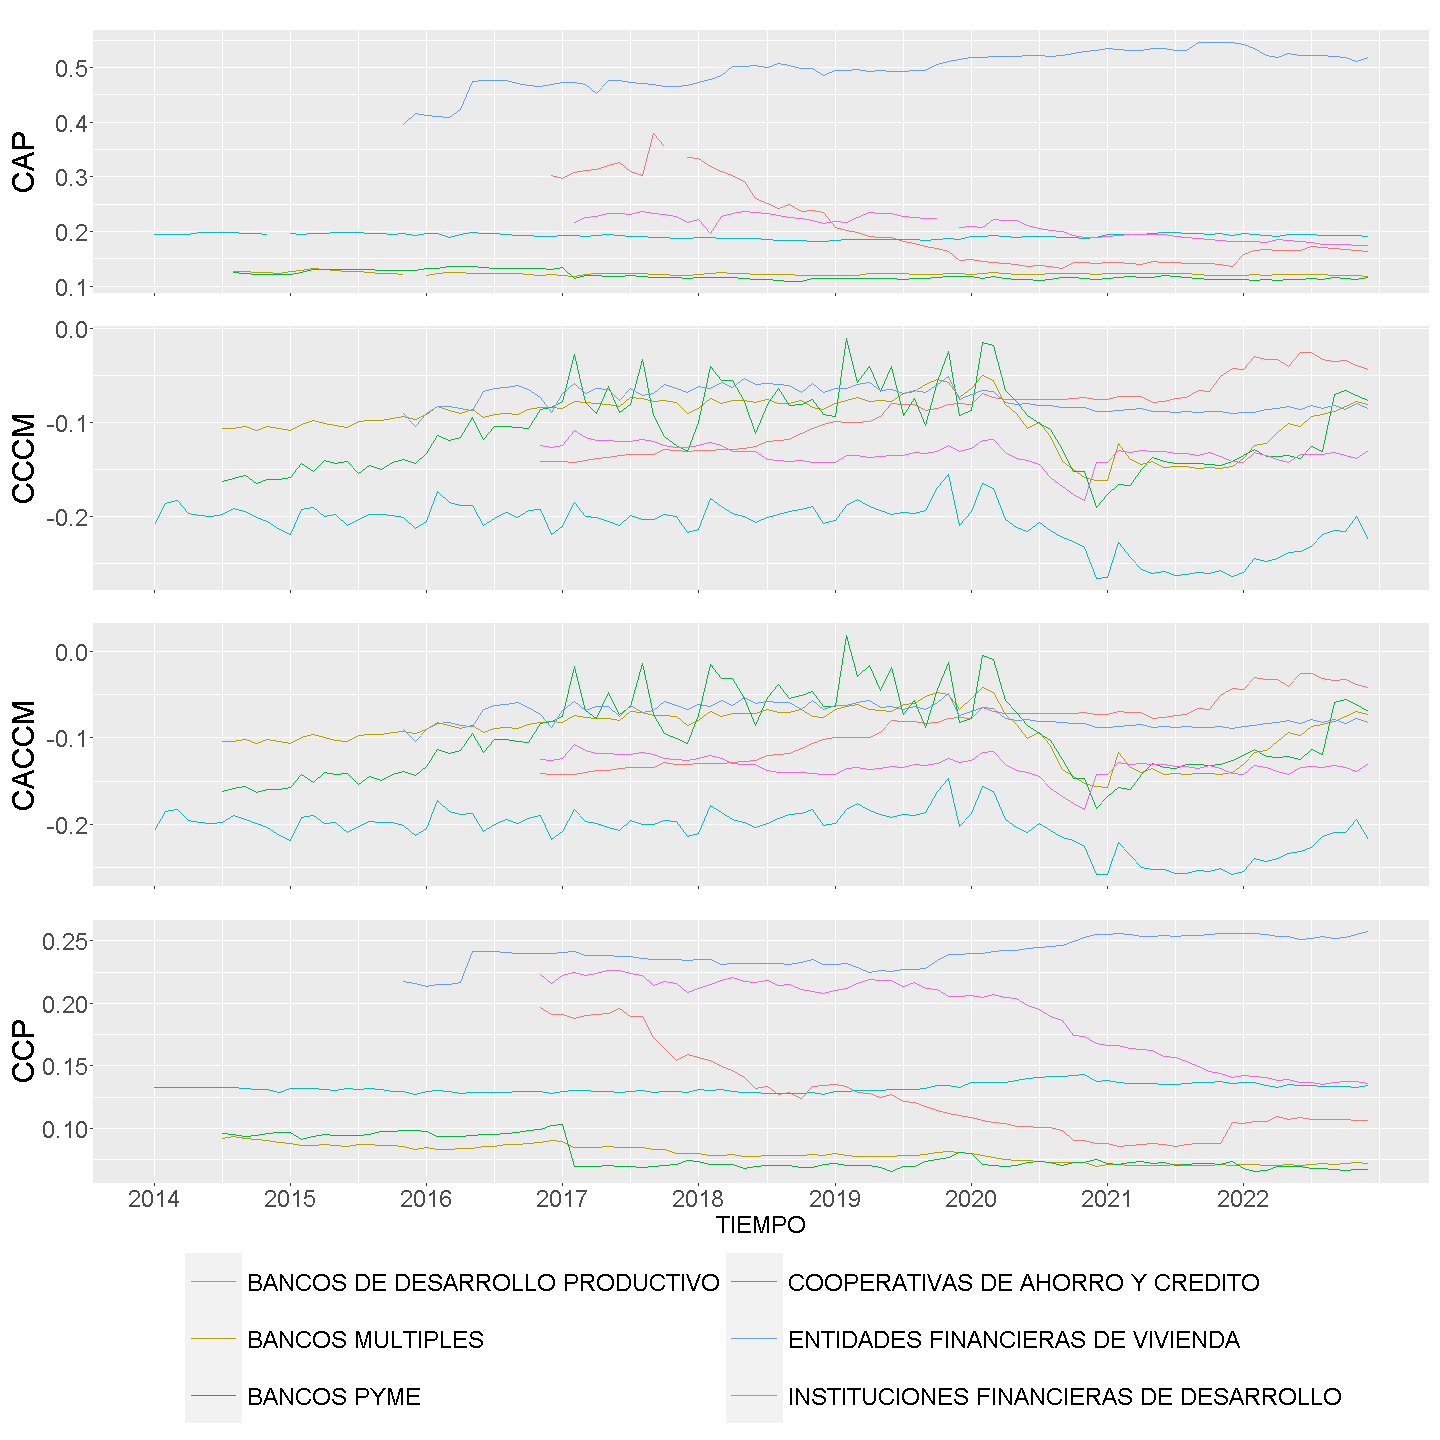 CAP
0.5
0.4
0.3
0.2
0.1
CCCM
0.0
-0.1
-0.2
CACCM
0.0
-0.1
-0.2
CCP
0.25
0.20
0.15
0.10
2014 2015 2016 2017 2018 2019 2020 2021 2022
TIEMPO
BANCOS DE DESARROLLO PRODUCTIVO COOPERATIVAS DE AHORRO Y CREDITO
BANCOS MULTIPLES ENTIDADES FINANCIERAS DE VIVIENDA
BANCOS PYME INSTITUCIONES FINANCIERAS DE DESARROLLO